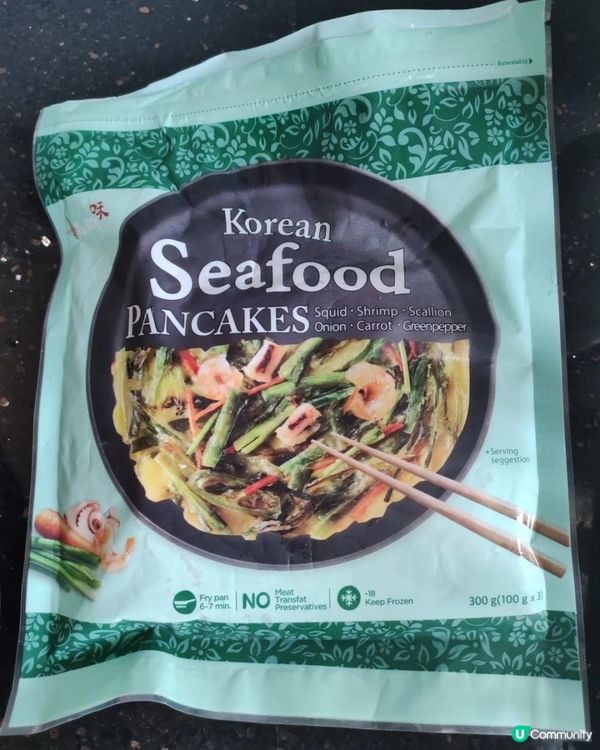 Resealable
味
Korean
Seafood
PANCAKES
Squid · Shrimp · Scallion
Onion · Carrot · Greenpepper
*Serving
seggestion
Fry pan
6-7 min.
NO
Meat
Transfat
Preservatives
-18
Keep Frozen
300 g(100 g x 3)
U Community